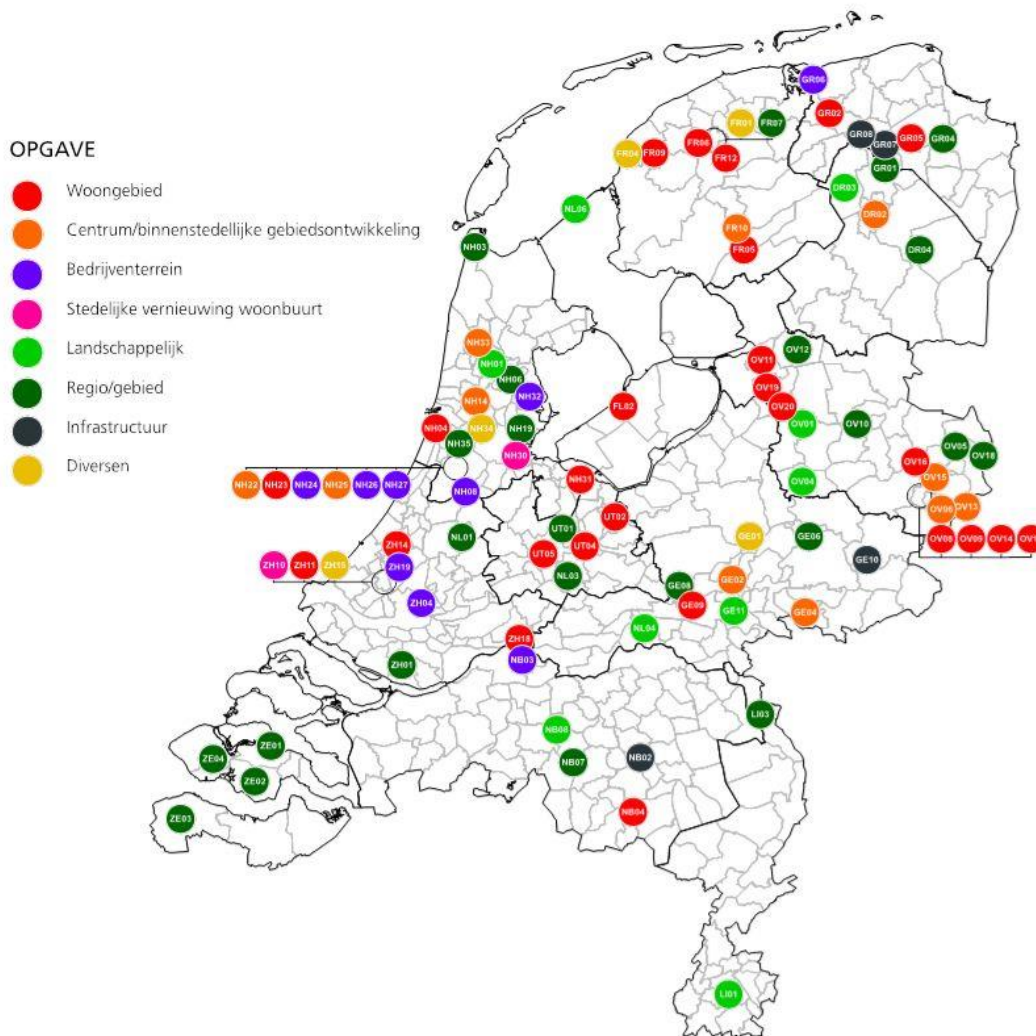 OPGAVE
Woongebied
Centrum/binnenstedellijke gebiedsontwikkeling
Bedrijventerrein
Stedelijke vernieuwing woonbuurt
Landschappelijk
Regio/gebied
Infrastructuur
Diversen
GR06
GR02
FR01 FR07
GR08
GR07 GR05 GR04
FR06
FR04 FR09 FR12
GR01
DR03
NL06
DR02
FR10
NH03 FR05 DR04
NH33
OV12
NH01
OV11
NH06
OV19
NH32
NH14 FL02 OV20
NH04 NH34 NH19 OV01 OV10
NH35
OV05
NH30 OV18
OV16
NH31 OV15
NH22 NH23 NH24 NH25 NH26 NH27
NH08 OV04
OV06 OV13
UT02
UT01
NL01 GE01 GE06
OV08 OV09 OV14
ZH14 UT04
UT05
GE10
ZH10 ZH11 ZH15 ZH19
NL03 GE02
GE08
ZH04 GE09
GE11 GE04
NL04
ZH18
NB03
ZH01
LI03
NB08
ZE01
ZE04 NB07 NB02
ZE02
NB04
ZE03
LI01